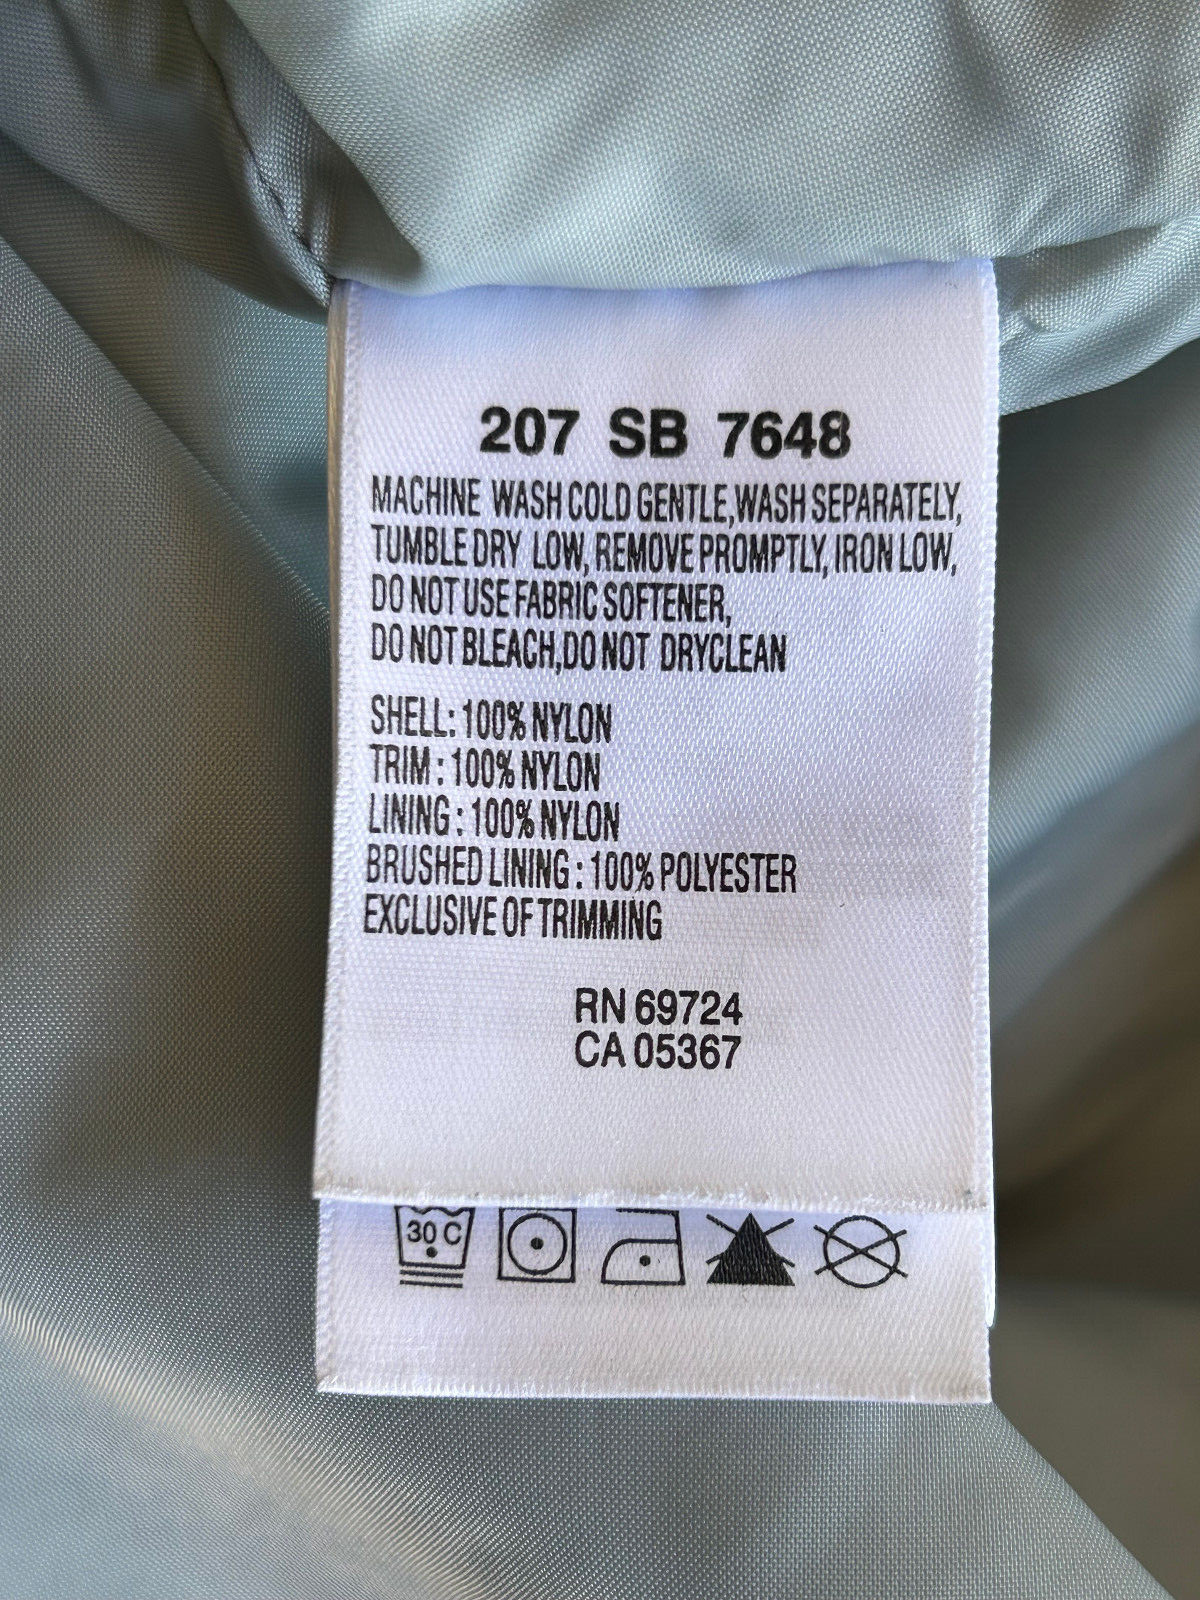 207 SB 7648
MACHINE WASH COLD GENTLE,WASH SEPARATELY,
TUMBLE DRY LOW, REMOVE PROMPTLY, IRON LOW,
DO NOT USE FABRIC SOFTENER,
DO NOT BLEACH,DO NOT DRYCLEAN
SHELL: 100% NYLON
TRIM : 100% NYLON
LINING : 100% NYLON
BRUSHED LINING : 100% POLYESTER
EXCLUSIVE OF TRIMMING
RN 69724
CA 05367
30 C